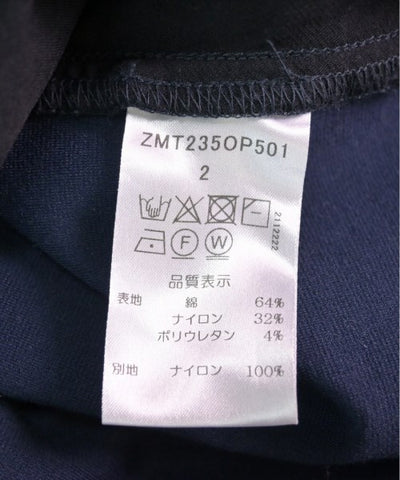 ZMT235OP501
2
2112222
F W
品質表示
表地 綿 64%
ナイロン 32%
ポリウレタン 4%
別地 ナイロン 100%